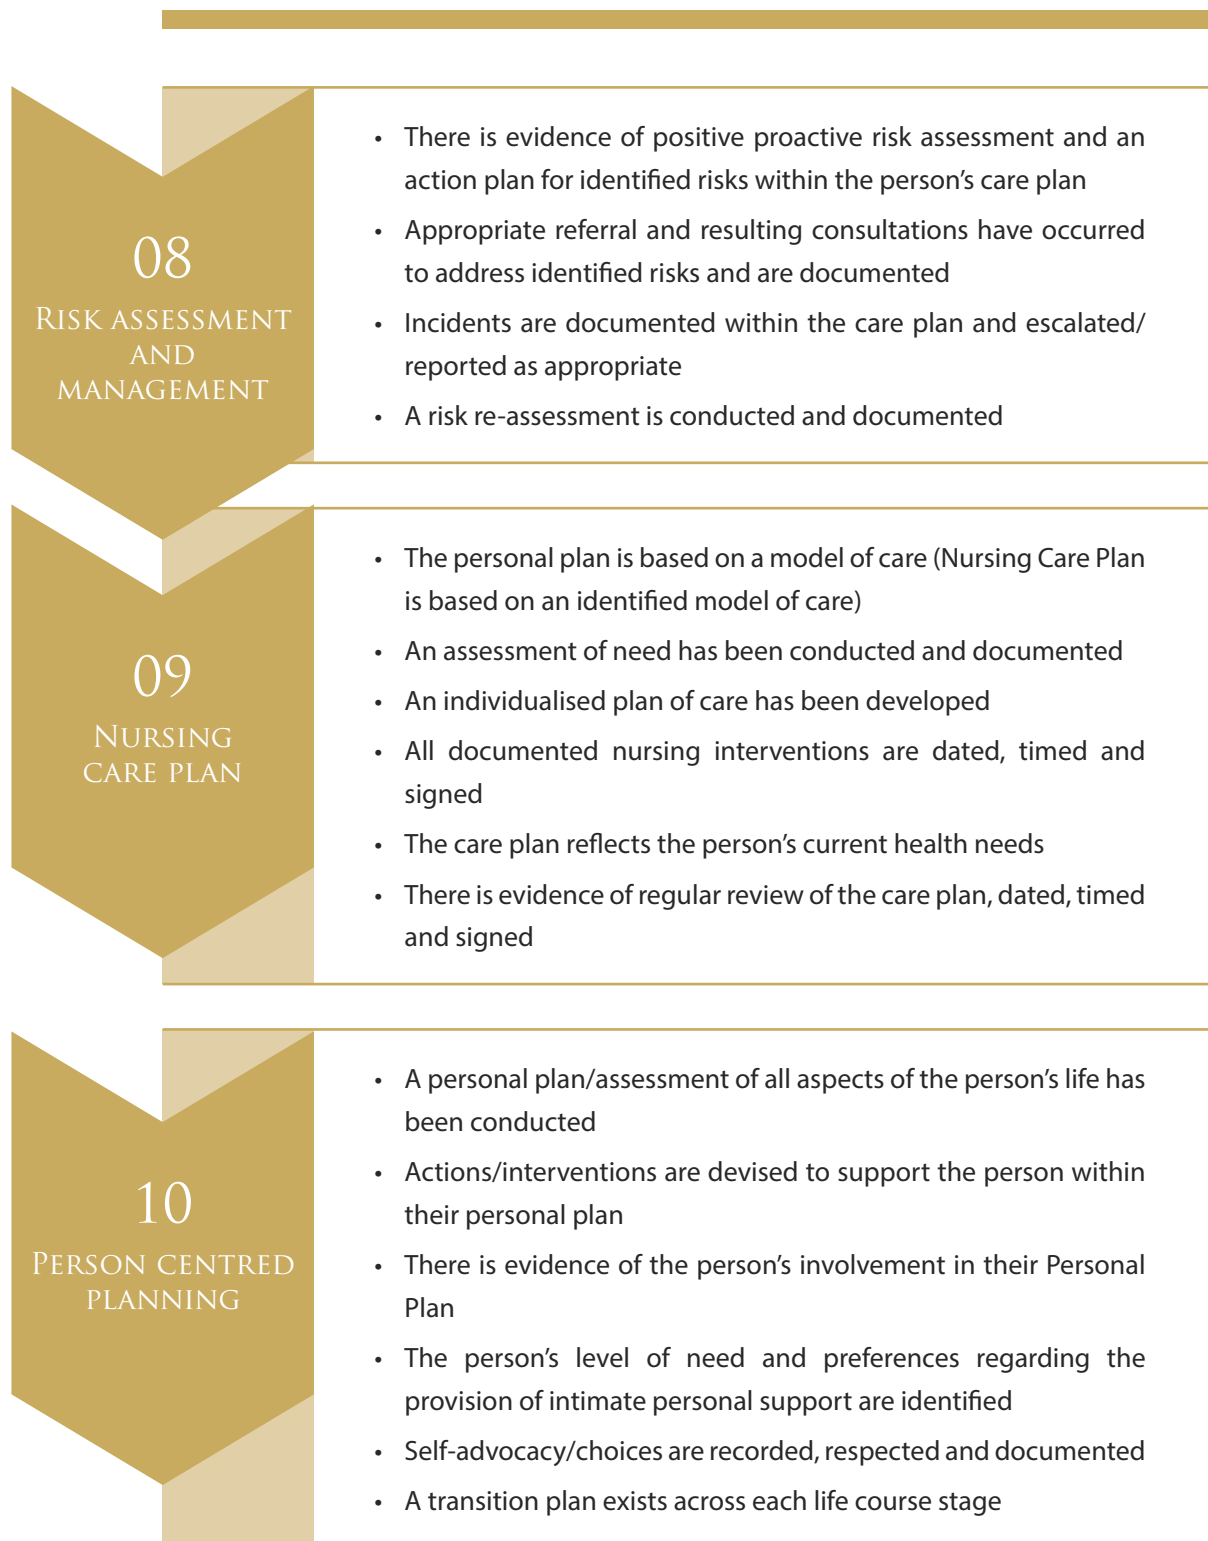 08
Risk assessment
and
management
• There is evidence of positive proactive risk assessment and an
action plan for identified risks within the person’s care plan
• Appropriate referral and resulting consultations have occurred
to address identified risks and are documented
• Incidents are documented within the care plan and escalated/
reported as appropriate
• A risk re-assessment is conducted and documented
09
Nursing
care plan
• The personal plan is based on a model of care (Nursing Care Plan
is based on an identified model of care)
• An assessment of need has been conducted and documented
• An individualised plan of care has been developed
• All documented nursing interventions are dated, timed and
signed
• The care plan reflects the person’s current health needs
• There is evidence of regular review of the care plan, dated, timed
and signed
10
Person centred
planning
• A personal plan/assessment of all aspects of the person’s life has
been conducted
• Actions/interventions are devised to support the person within
their personal plan
• There is evidence of the person’s involvement in their Personal
Plan
• The person’s level of need and preferences regarding the
provision of intimate personal support are identified
• Self-advocacy/choices are recorded, respected and documented
• A transition plan exists across each life course stage